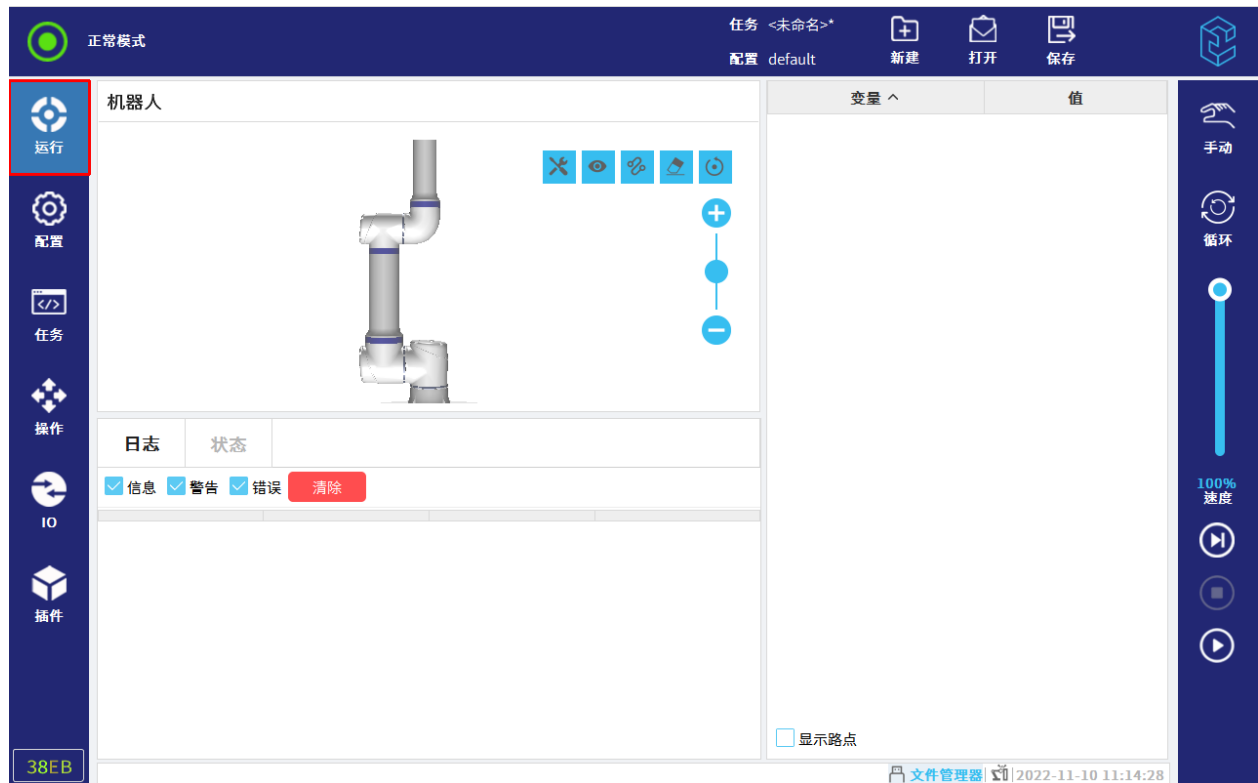 正常模式
任务 <未命名>*
配置 default
新建
打开
保存
运行
配置
任务
操作
IO
插件
38EB
机器人
日志
状态
信息 警告 错误 清除
变量 值
显示路点
手动
循环
100%
速度
文件管理器 2022-11-10 11:14:28